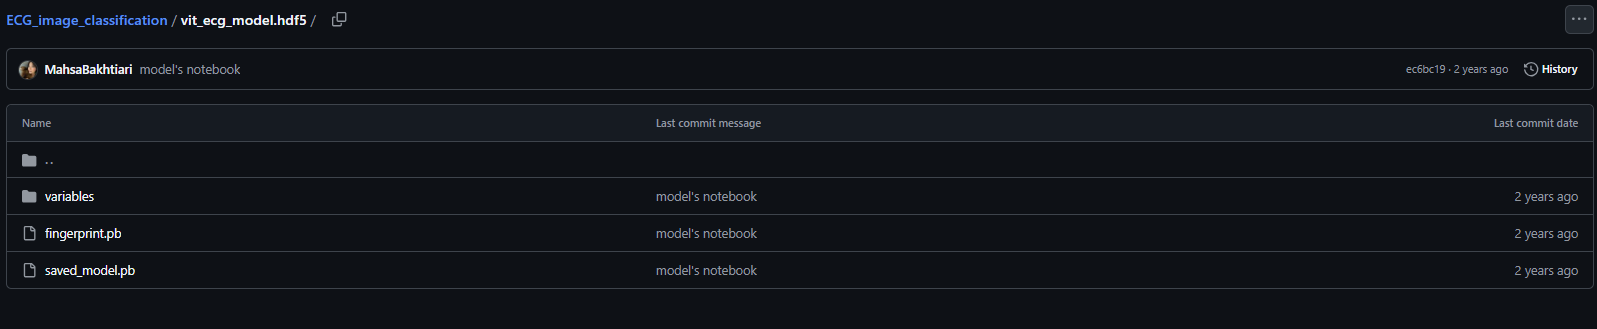 ECG_image_classification / vit_ecg_model.hdf5 /
MahsaBakhtiari model's notebook ec6bc19 · 2 years ago History
Name Last commit message Last commit date
..
variables model's notebook 2 years ago
fingerprint.pb model's notebook 2 years ago
saved_model.pb model's notebook 2 years ago